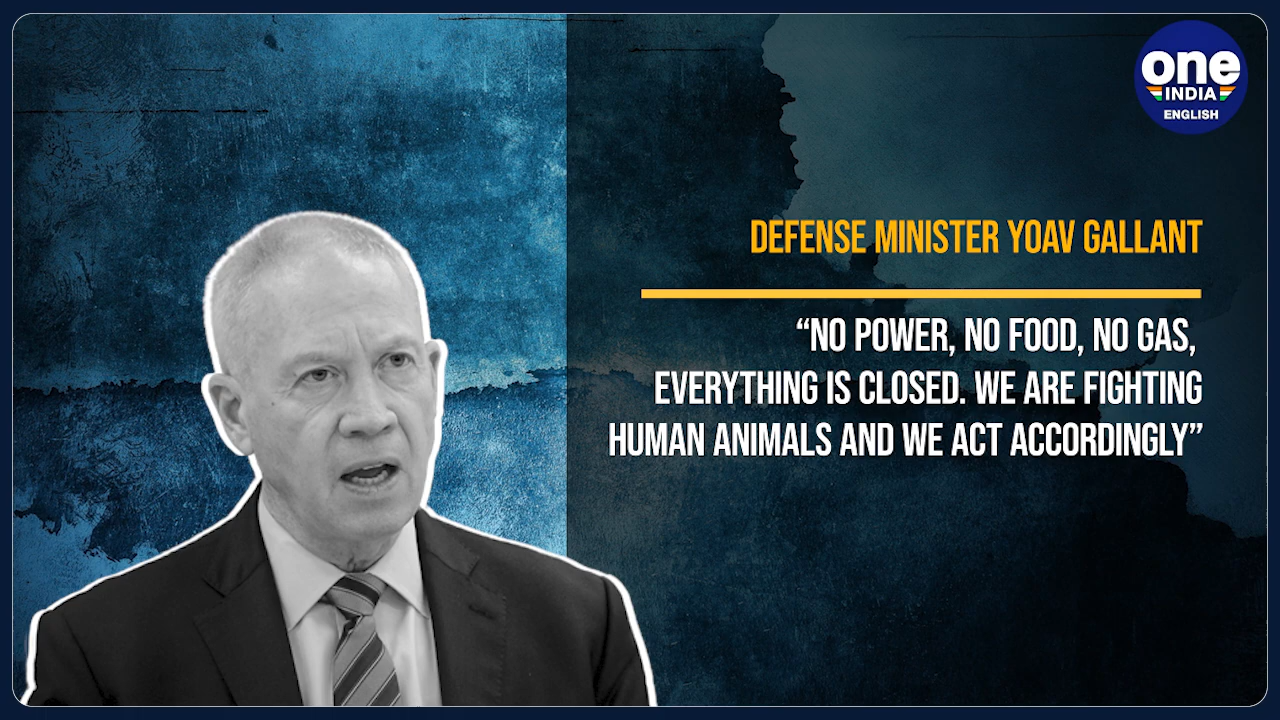 one
INDIA
ENGLISH
DEFENSE MINISTER YOAV GALLANT
“NO POWER, NO FOOD, NO GAS,
EVERYTHING IS CLOSED. WE ARE FIGHTING
HUMAN ANIMALS AND WE ACT ACCORDINGLY”